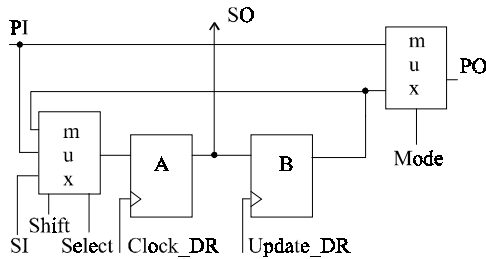 SO
PI
m
u
x
PO
m
u
x
A
B
Mode
Shift
SI Select Clock_DR Update_DR